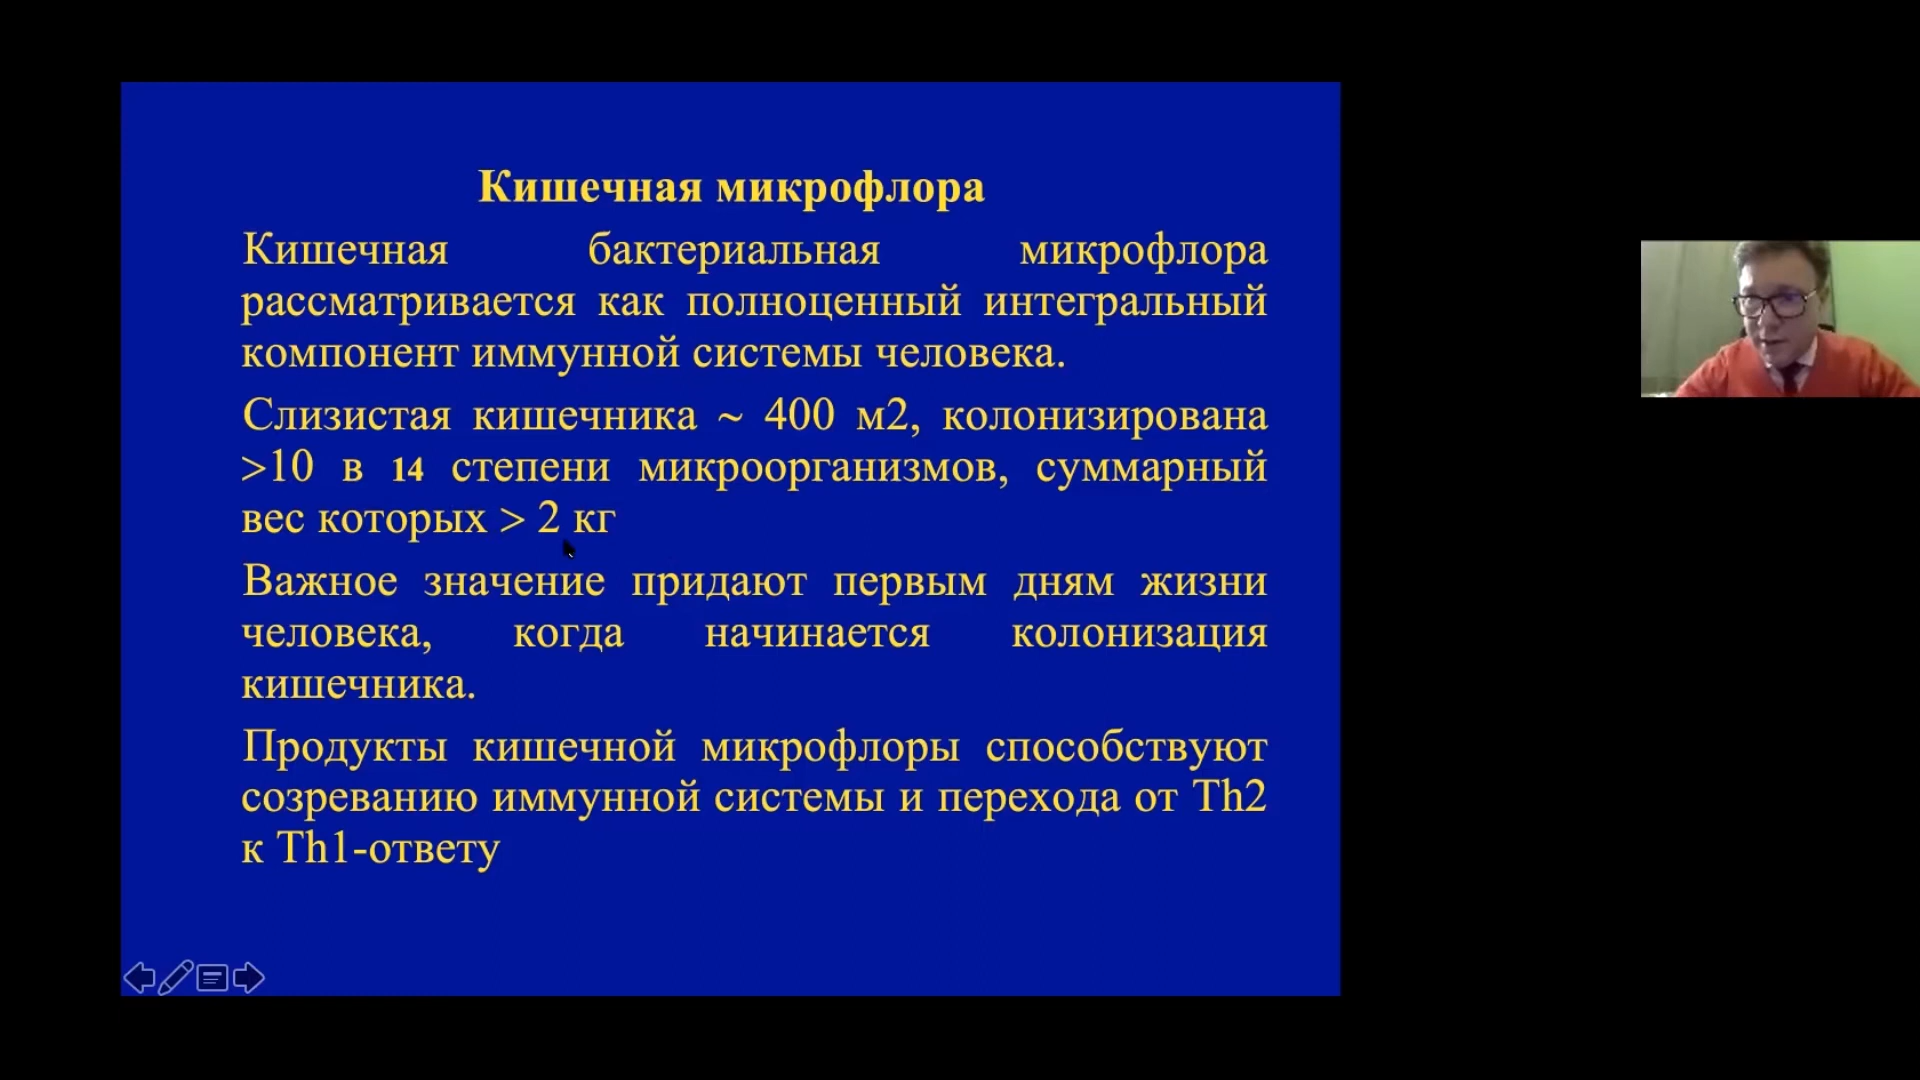 Кишечная микрофлора
Кишечная бактериальная микрофлора
рассматривается как полноценный интегральный
компонент иммунной системы человека.
Слизистая кишечника ~ 400 м2, колонизирована
>10 в 14 степени микроорганизмов, суммарный
вес которых > 2 кг
Важное значение придают первым дням жизни
человека, когда начинается колонизация
кишечника.
Продукты кишечной микрофлоры способствуют
созреванию иммунной системы и перехода от Th2
к Th1-ответу